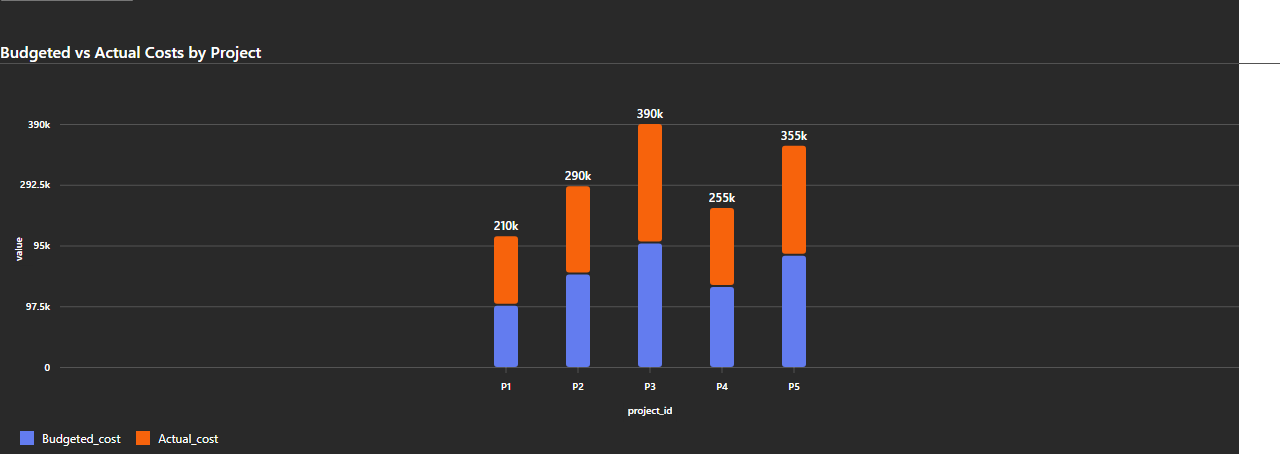 Budgeted vs Actual Costs by Project
390k
292.5k
95k
97.5k
0
value
210k
290k
390k
255k
355k
P1 P2 P3 P4 P5
project_id
Budgeted_cost Actual_cost